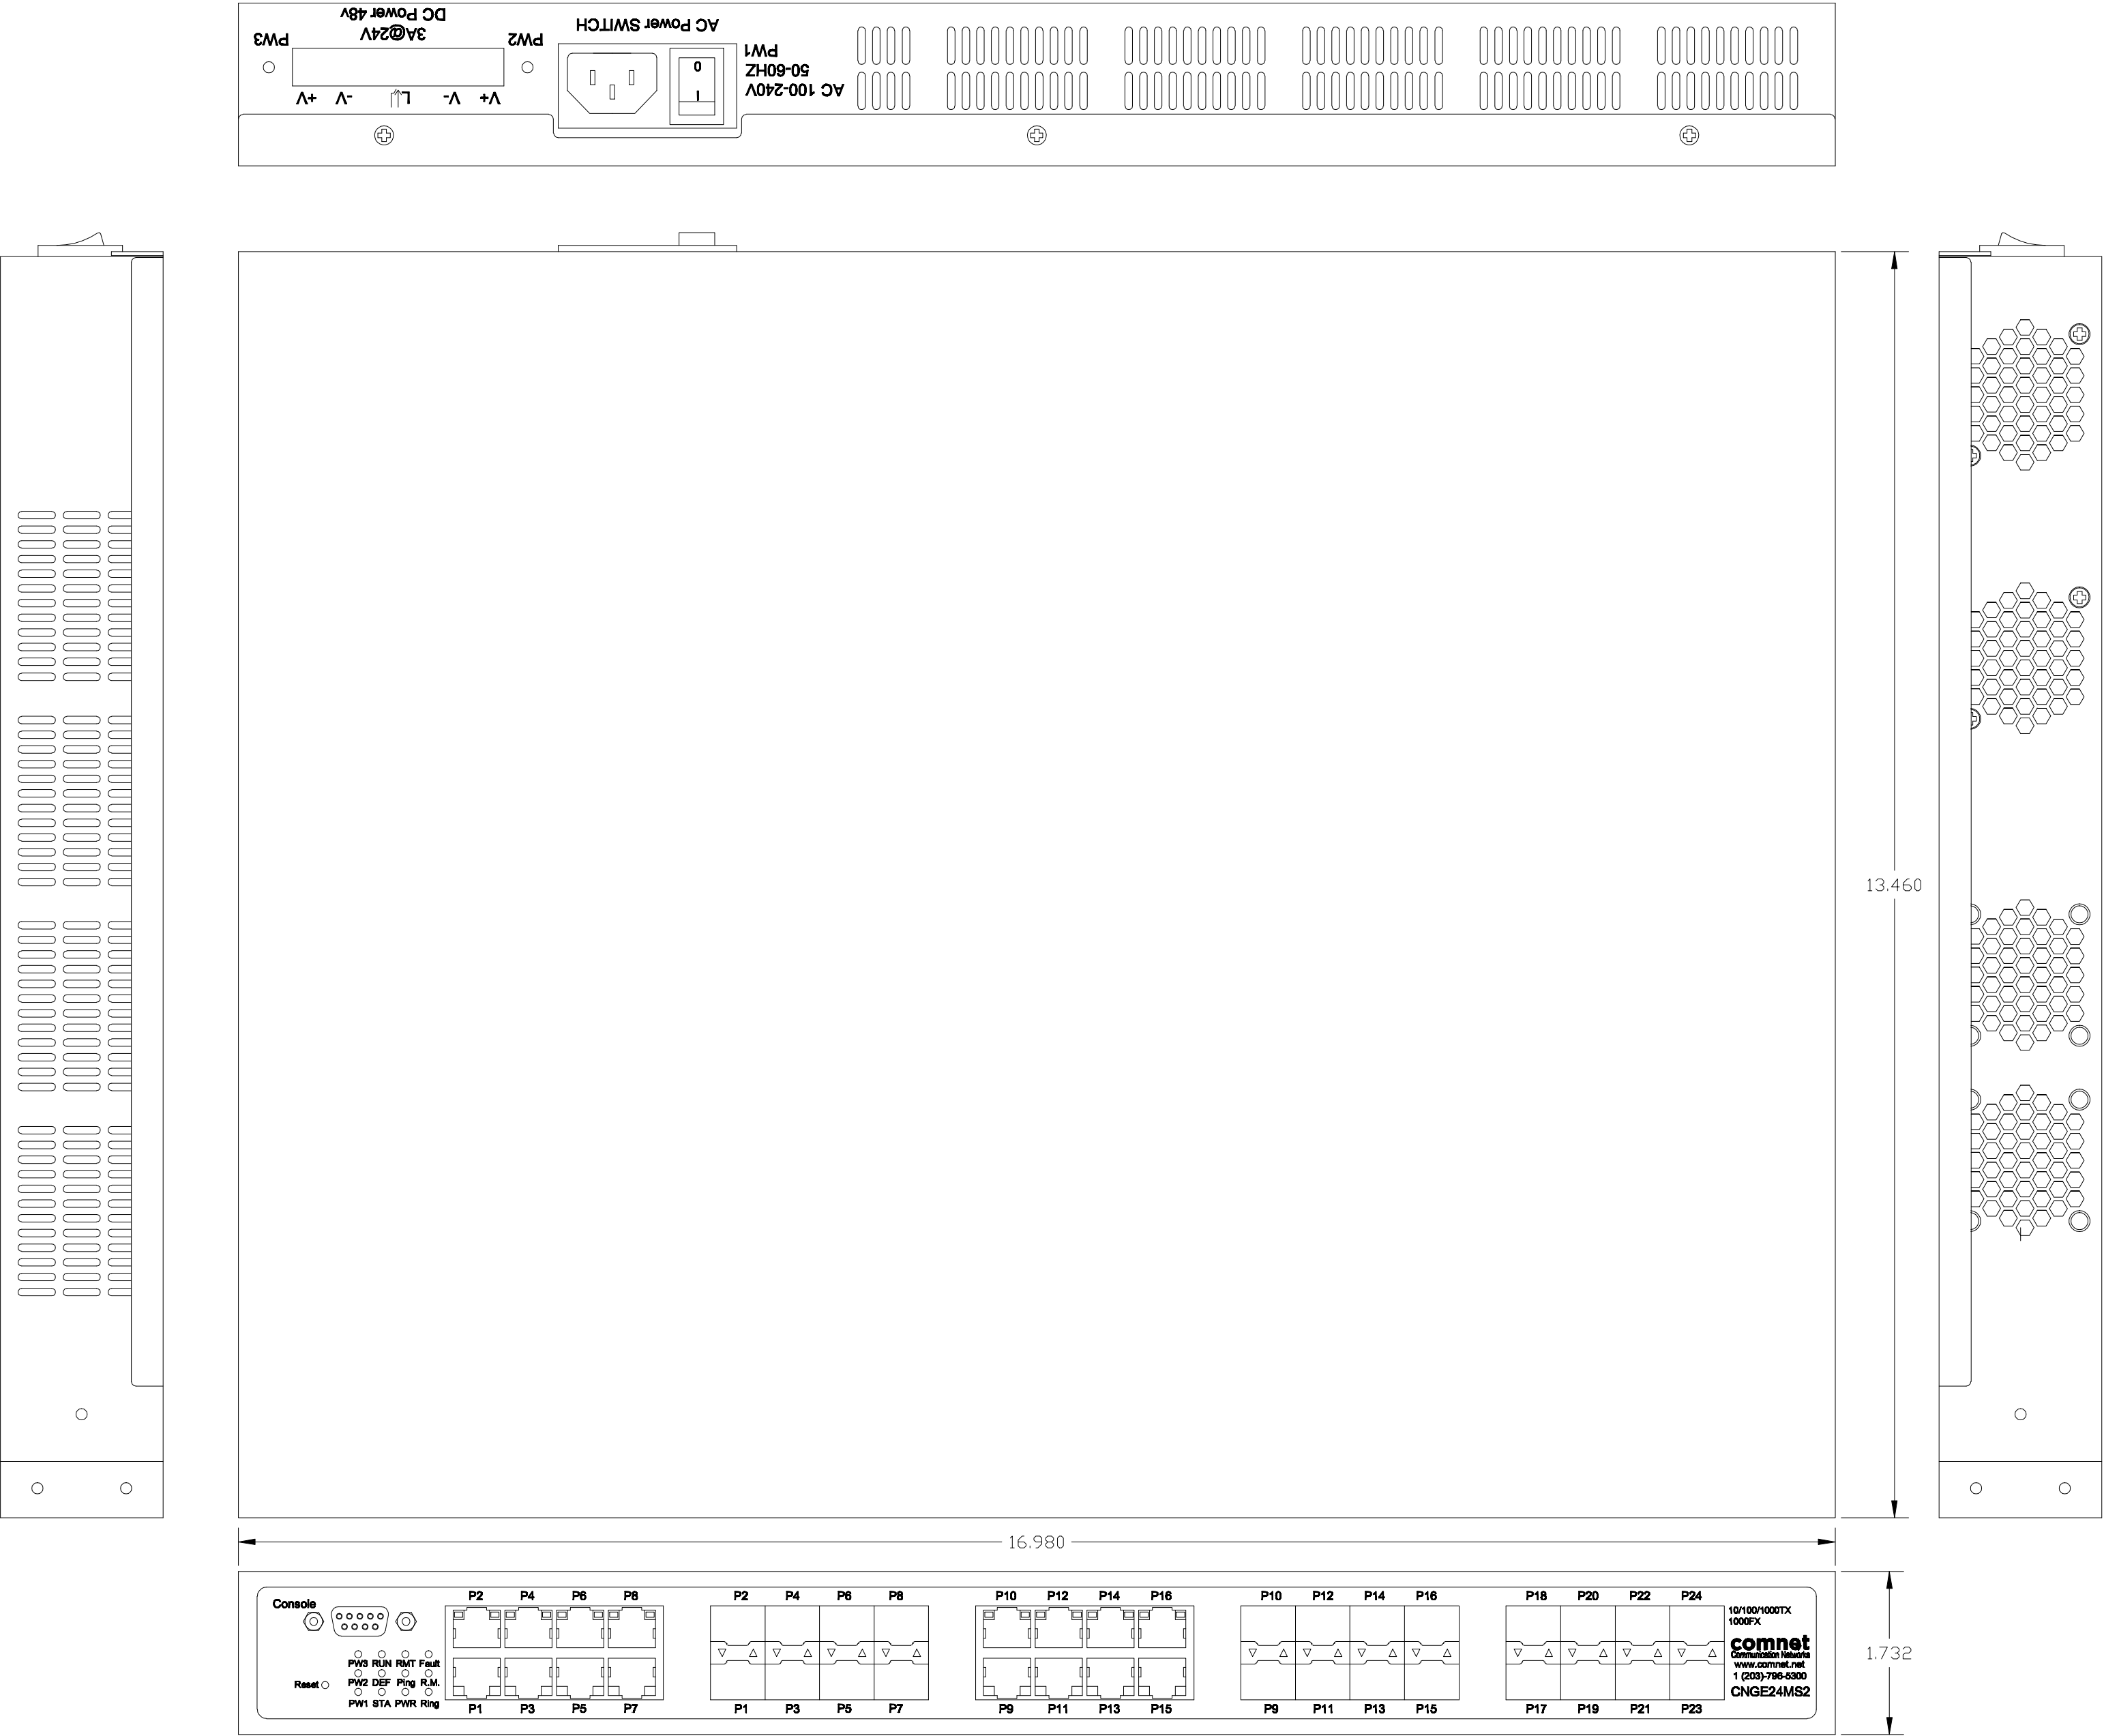 DC Power 48v
3A@24V
PW3
PW2
V+ V- L V- V+
AC Power SWITCH
0
I
PW1
50-60HZ
AC 100-240V
13.460
16.980
1.732
Console
PW3 RUN RMT Fault
PW2 DEF Ping R.M.
PW1 STA PWR Ring
Reset
P2 P4 P6 P8
P1 P3 P5 P7
P2 P4 P6 P8
P1 P3 P5 P7
P10 P12 P14 P16
P9 P11 P13 P15
P10 P12 P14 P16
P9 P11 P13 P15
P18 P20 P22 P24
P17 P19 P21 P23
10/100/1000TX
1000FX
comnet
Communication Networks
www.comnet.net
1 (203)-796-5300
CNGE24MS2